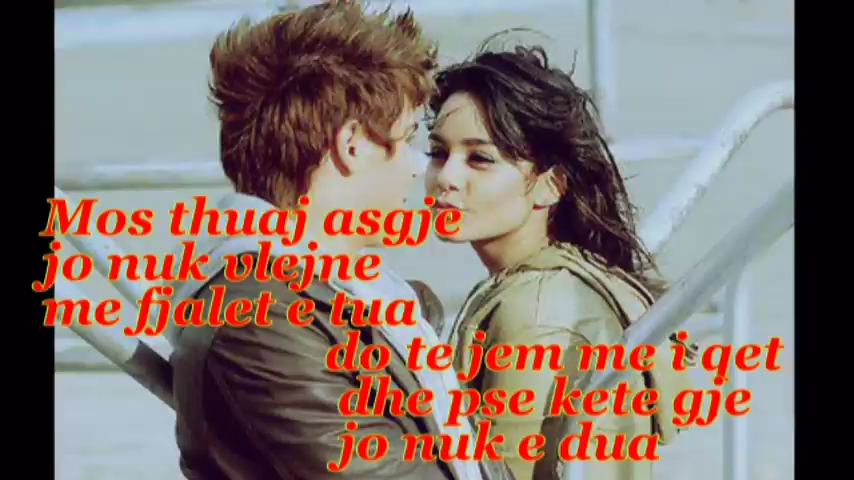 Mos thuaj asgje
jo nuk vlejne
me fjalet e tua
do te jem me i qet
dhe pse kete gje
jo nuk e dua